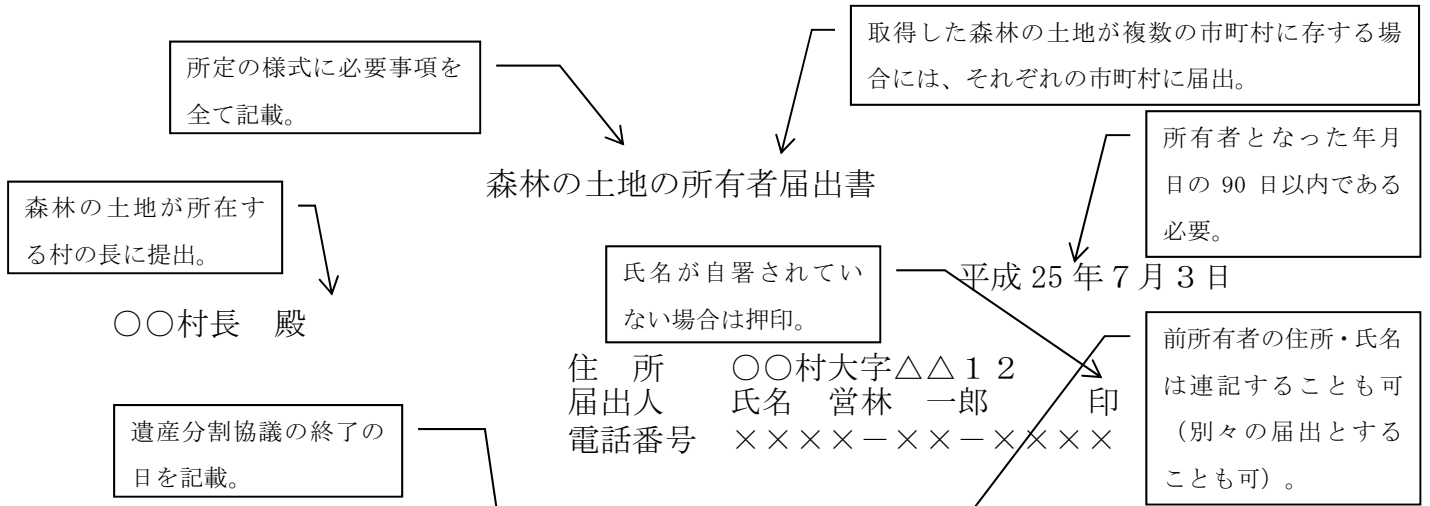 取得した森林の土地が複数の市町村に存する場
合には、それぞれの市町村に届出。
所定の様式に必要事項を
全て記載。
所有者となった年月
日の 90 日以内である
必要。
森林の土地の所有者届出書
森林の土地が所在す
る村の長に提出。
氏名が自署されてい
ない場合は押印。
平成 25 年７月３日
○○村長　殿
前所有者の住所・氏名
は連記することも可
（別々の届出とする
ことも可）。
住　所　　○○村大字△△１２
届出人　　氏名　営林　一郎　　　印
電話番号　××××－××－××××
遺産分割協議の終了の
日を記載。